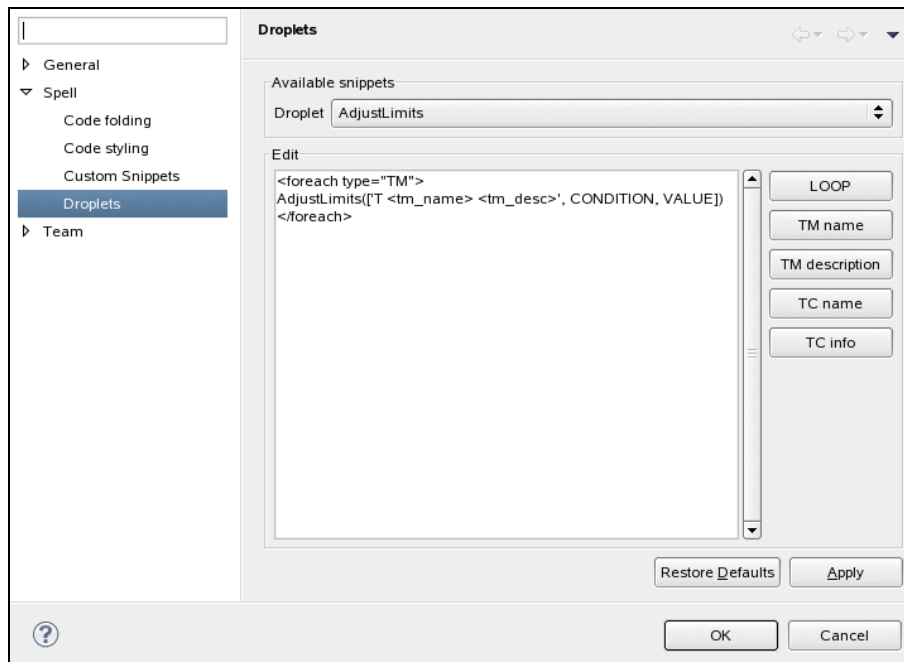 General
Spell
Code folding
Code styling
Custom Snippets
Droplets
Team
Droplets
Available snippets
Droplet AdjustLimits
Edit
<foreach type="TM">
AdjustLimits(['T <tm_name> <tm_desc>', CONDITION, VALUE])
</foreach>
LOOP
TM name
TM description
TC name
TC info
Restore Defaults
Apply
?
OK
Cancel